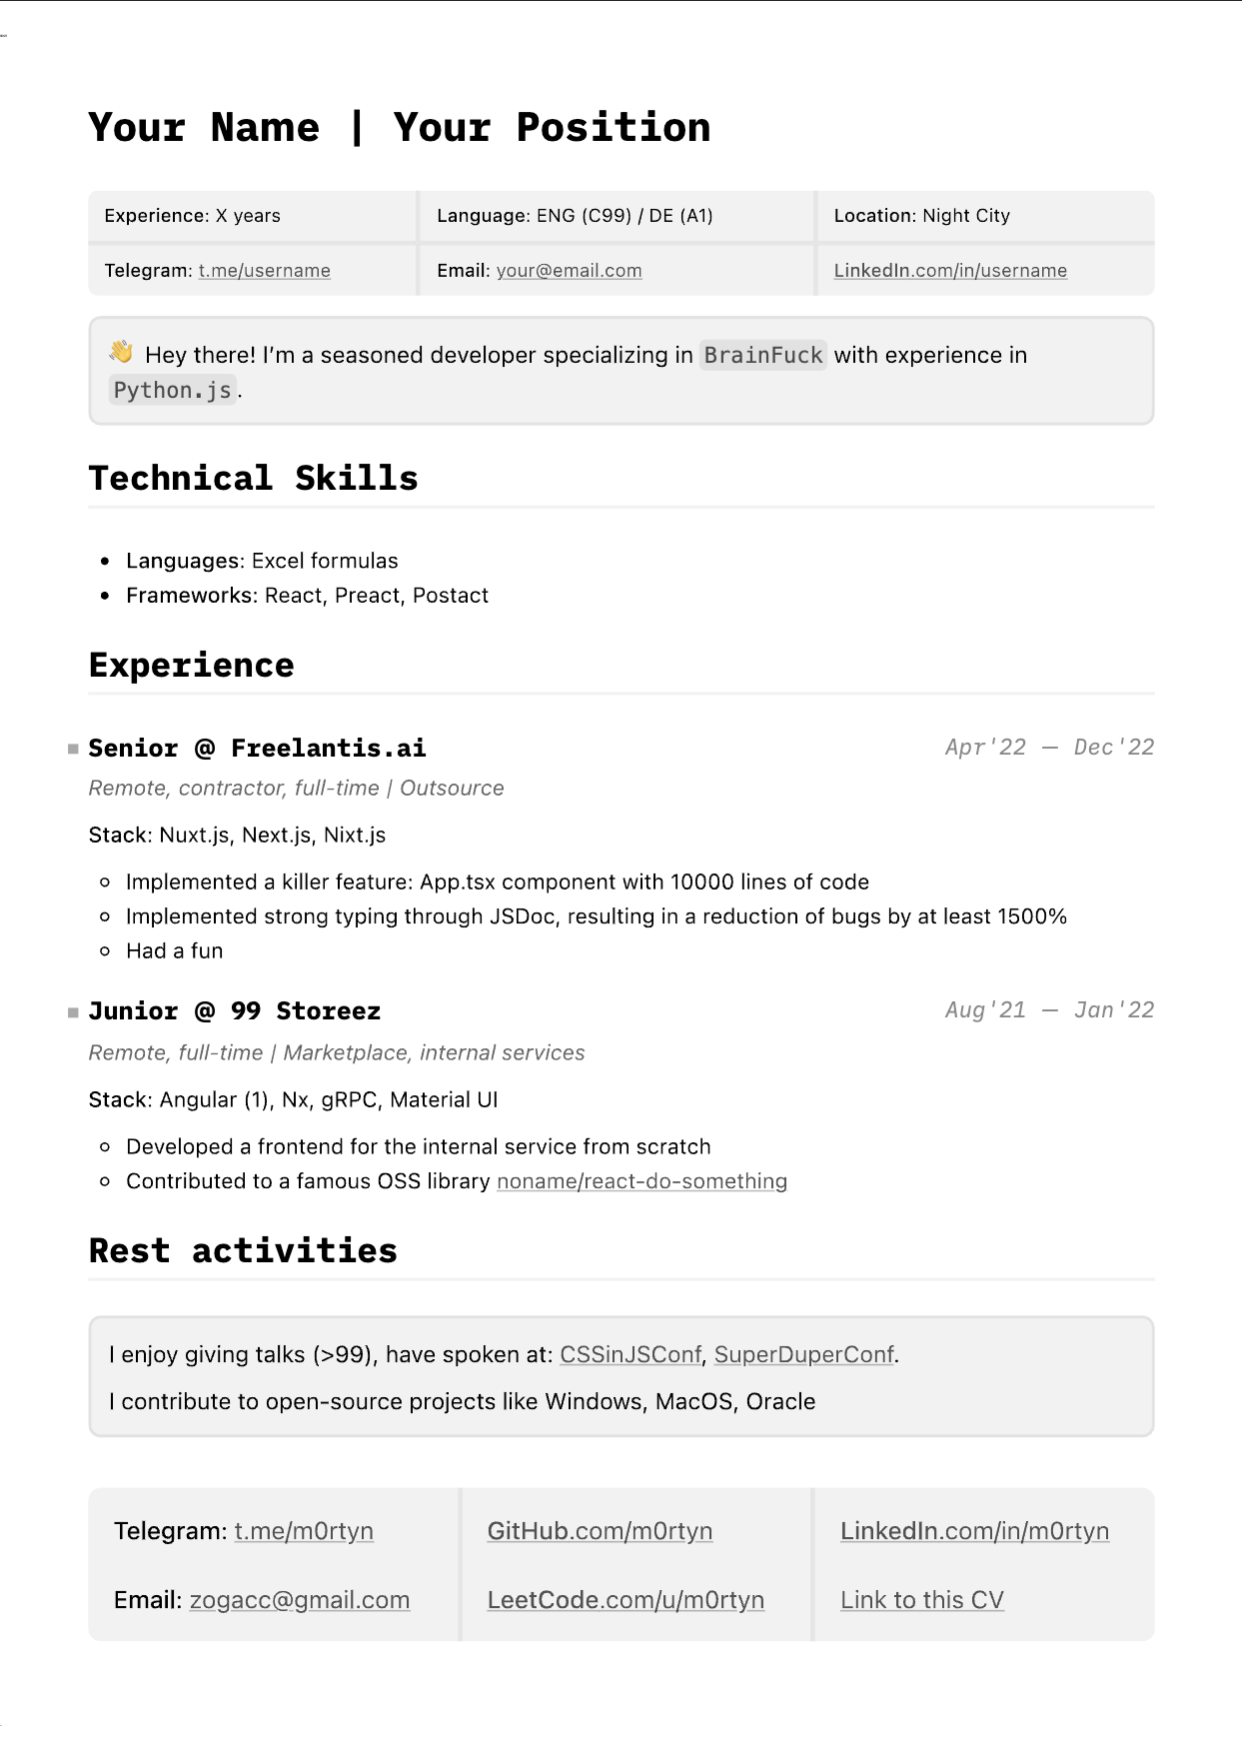 Your Name | Your Position
Experience: X years
Language: ENG (C99) / DE (A1)
Location: Night City
Telegram: t.me/username
Email: your@email.com
LinkedIn.com/in/username
👋 Hey there! I’m a seasoned developer specializing in BrainFuck with experience in
Python.js.
Technical Skills
• Languages: Excel formulas
• Frameworks: React, Preact, Postact
Experience
Senior @ Freelantis.ai
Apr'22 — Dec'22
Remote, contractor, full-time | Outsource
Stack: Nuxt.js, Next.js, Nixt.js
Implemented a killer feature: App.tsx component with 10000 lines of code
Implemented strong typing through JSDoc, resulting in a reduction of bugs by at least 1500%
Had a fun
Junior @ 99 Storeez
Aug'21 — Jan'22
Remote, full-time | Marketplace, internal services
Stack: Angular (1), Nx, gRPC, Material UI
Developed a frontend for the internal service from scratch
Contributed to a famous OSS library noname/react-do-something
Rest activities
I enjoy giving talks (>99), have spoken at: CSSinJSConf, SuperDuperConf.
I contribute to open-source projects like Windows, MacOS, Oracle
Telegram: t.me/m0rtyn
GitHub.com/m0rtyn
LinkedIn.com/in/m0rtyn
Email: zogacc@gmail.com
LeetCode.com/u/m0rtyn
Link to this CV